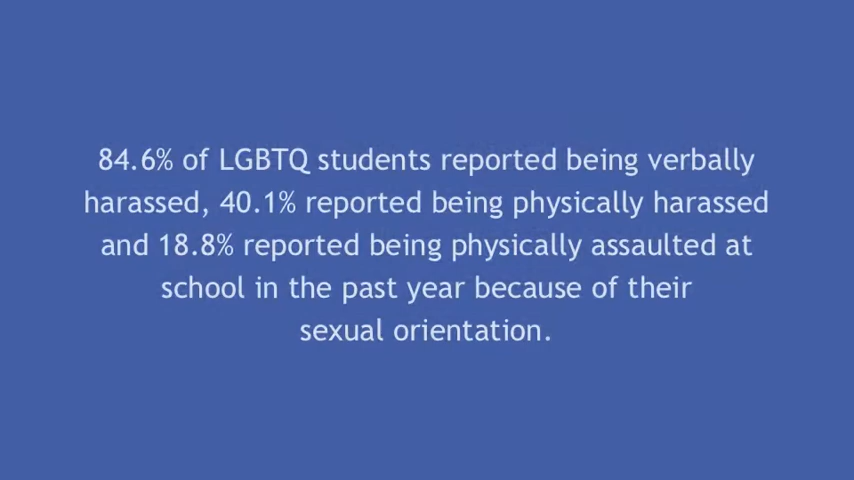 84.6% of LGBTQ students reported being verbally
harassed, 40.1% reported being physically harassed
and 18.8% reported being physically assaulted at
school in the past year because of their
sexual orientation.